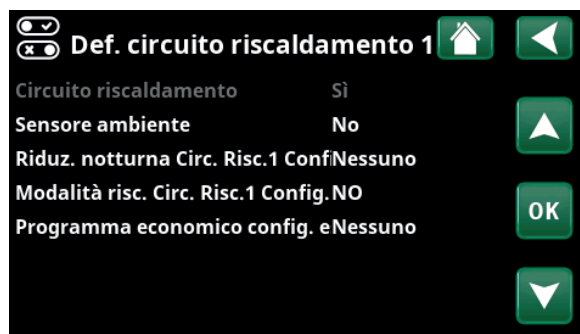 Def. circuito riscaldamento 1
Circuito riscaldamento Sì
Sensore ambiente No
Riduz. notturna Circ. Risc.1 Confi Nessuno
Modalità risc. Circ. Risc.1 Config. NO
Programma economico config. e Nessuno
OK